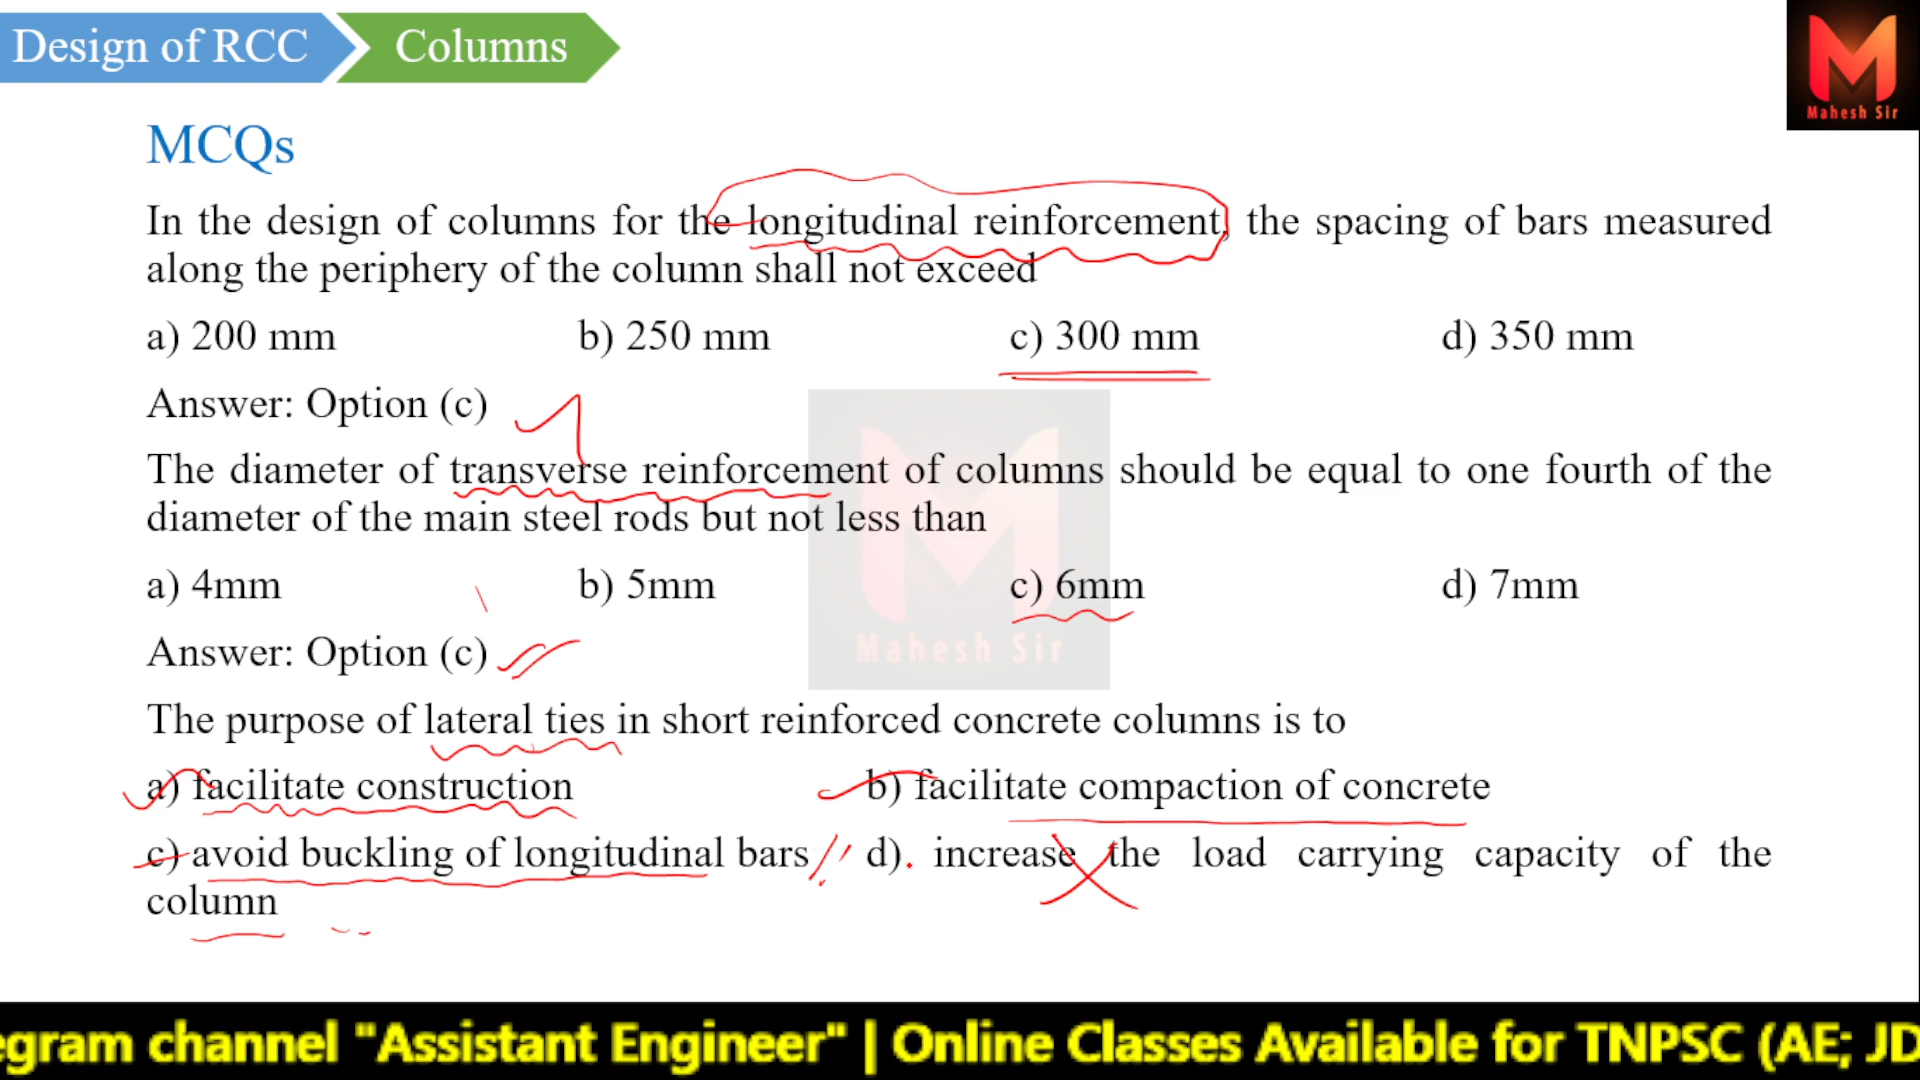 Design of RCC Columns
Mahesh Sir
MCQs
In the design of columns for the longitudinal reinforcement, the spacing of bars measured
along the periphery of the column shall not exceed
a) 200 mm b) 250 mm c) 300 mm d) 350 mm
Answer: Option (c)
The diameter of transverse reinforcement of columns should be equal to one fourth of the
diameter of the main steel rods but not less than
a) 4mm b) 5mm c) 6mm d) 7mm
Answer: Option (c)
Mahesh Sir
The purpose of lateral ties in short reinforced concrete columns is to
a) facilitate construction b) facilitate compaction of concrete
c) avoid buckling of longitudinal bars d). increase the load carrying capacity of the
column
egram channel "Assistant Engineer" | Online Classes Available for TNPSC (AE; JD